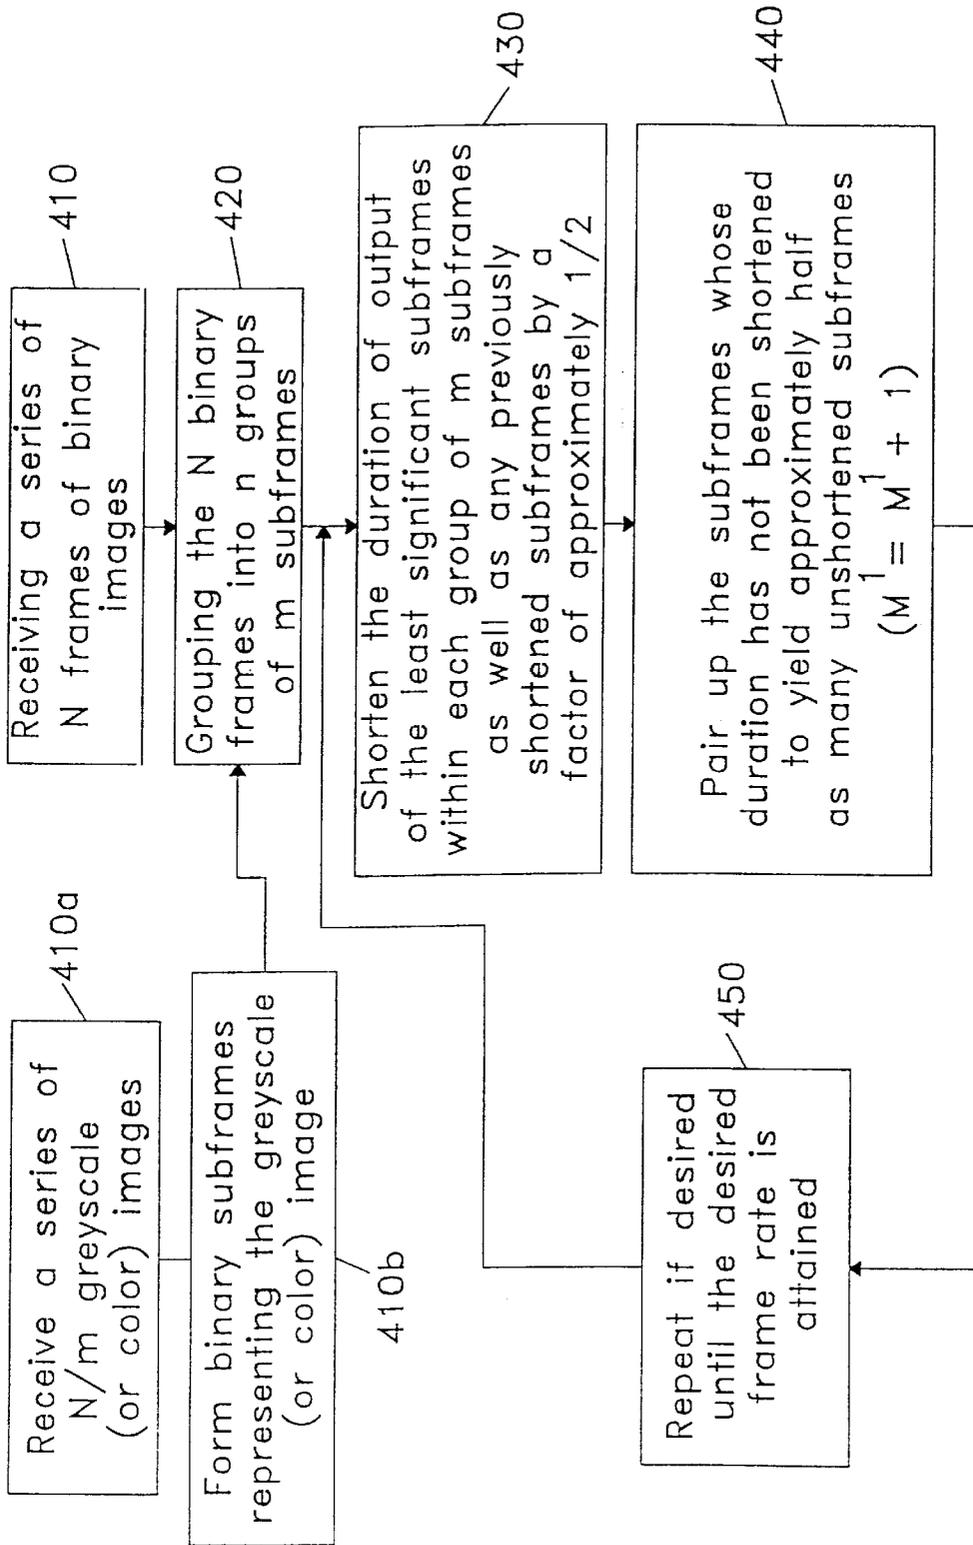 Receive a series of
N/m greyscale
(or color) images
410a
Form binary subframes
representing the greyscale
(or color) image
410b
Receiving a series of
N frames of binary
images
410
Grouping the N binary
frames into n groups
of m subframes
420
Shorten the duration of output
of the least significant subframes
within each group of m subframes
as well as any previously
shortened subframes by a
factor of approximately 1/2
430
Pair up the subframes whose
duration has not been shortened
to yield approximately half
as many unshortened subframes
(M¹ = M¹ + 1)
440
Repeat if desired
until the desired
frame rate is
attained
450